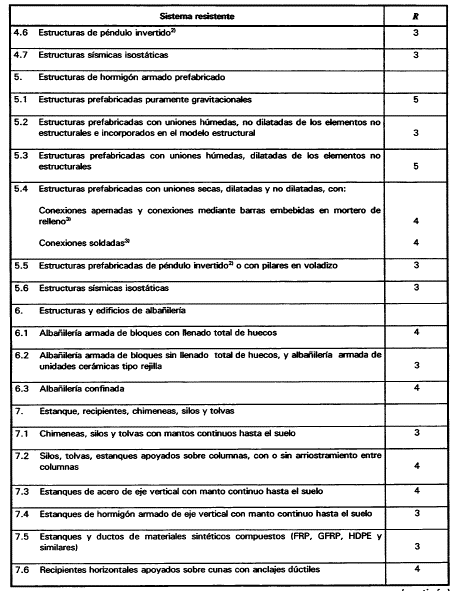 Sistema resistente R
4.6 Estructuras de péndulo invertido2) 3
4.7 Estructuras sísmicas isostáticas 3
5. Estructuras de hormigón armado prefabricado
5.1 Estructuras prefabricadas puramente gravitacionales 5
5.2 Estructuras prefabricadas con uniones húmedas, no dilatadas de los elementos no
estructurales e incorporados en el modelo estructural 3
5.3 Estructuras prefabricadas con uniones húmedas, dilatadas de los elementos no
estructurales 5
5.4 Estructuras prefabricadas con uniones secas, dilatadas y no dilatadas, con:
Conexiones apernadas y conexiones mediante barras embebidas en mortero de
relleno3) 4
Conexiones soldadas3) 4
5.5 Estructuras prefabricadas de péndulo invertido2) o con pilares en voladizo 3
5.6 Estructuras sísmicas isostáticas 3
6. Estructuras y edificios de albañilería
6.1 Albañilería armada de bloques con llenado total de huecos 4
6.2 Albañilería armada de bloques sin llenado total de huecos, y albañilería armada de
unidades cerámicas tipo rejilla 3
6.3 Albañilería confinada 4
7. Estanque, recipientes, chimeneas, silos y tolvas
7.1 Chimeneas, silos y tolvas con mantos continuos hasta el suelo 3
7.2 Silos, tolvas, estanques apoyados sobre columnas, con o sin arriostramiento entre
columnas 4
7.3 Estanques de acero de eje vertical con manto continuo hasta el suelo 4
7.4 Estanques de hormigón armado de eje vertical con manto continuo hasta el suelo 3
7.5 Estanques y ductos de materiales sintéticos compuestos (FRP, GFRP, HDPE y
similares) 3
7.6 Recipientes horizontales apoyados sobre cunas con anclajes dúctiles 4